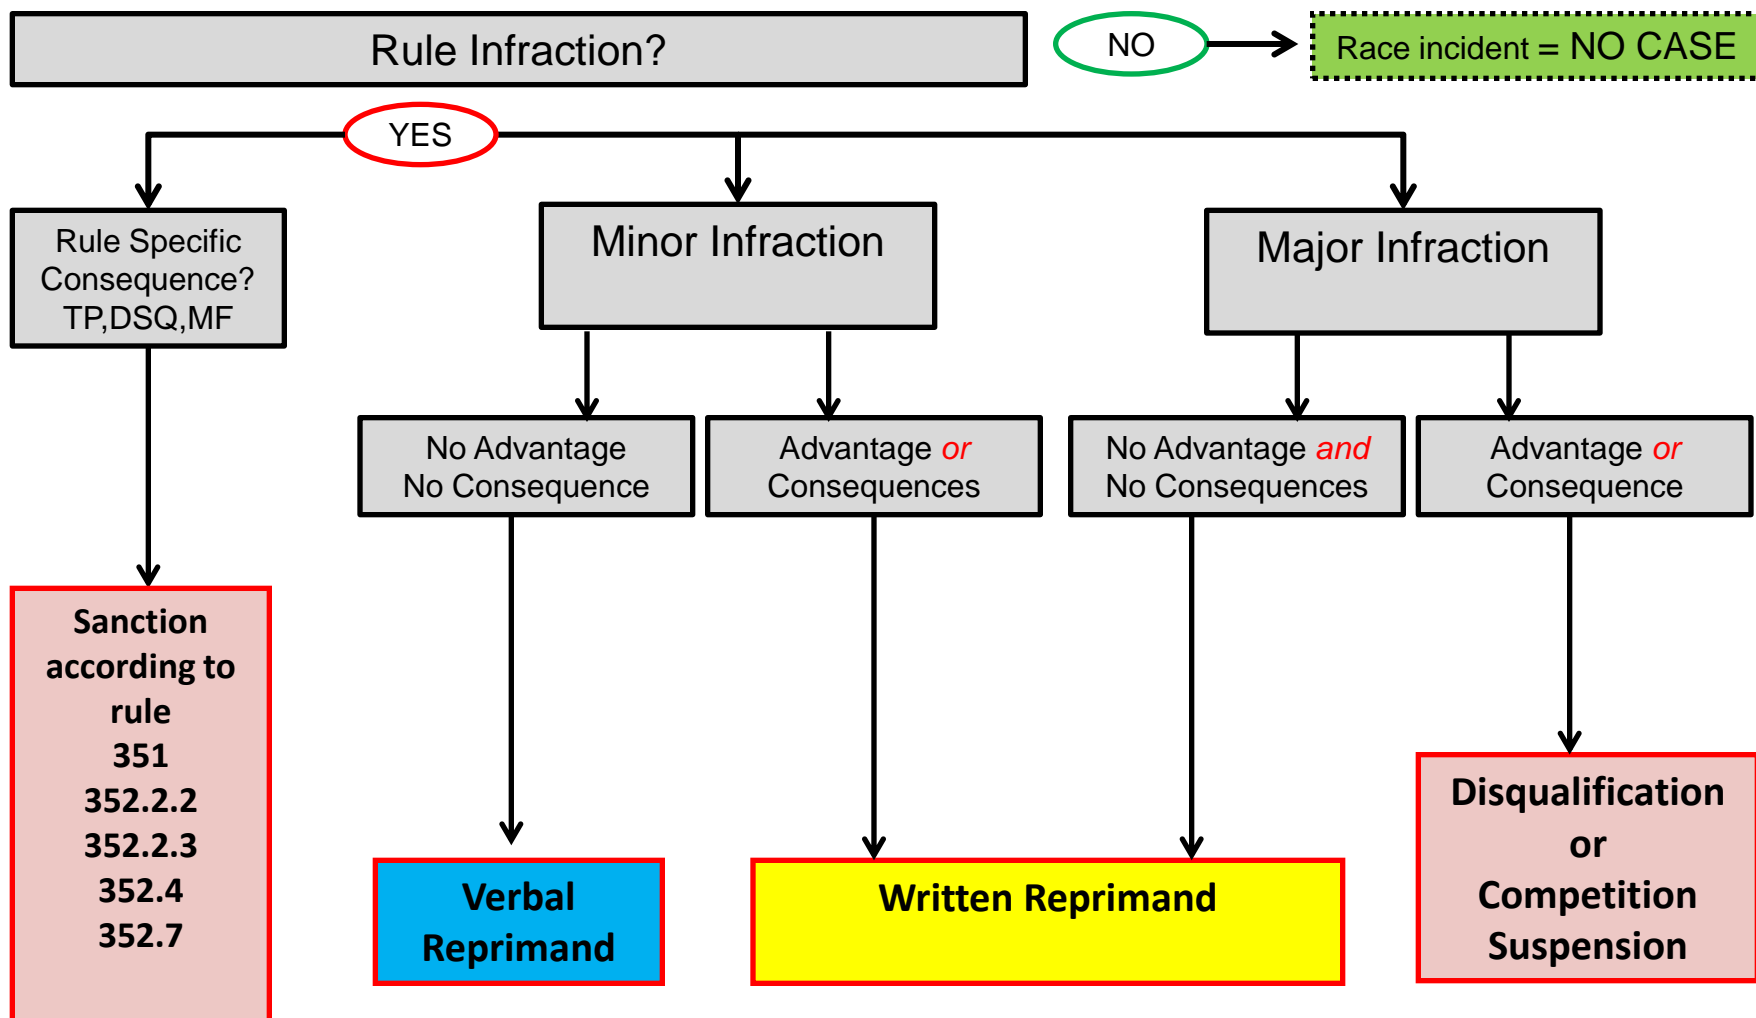 Rule Infraction?
NO
Race incident = NO CASE
YES
Rule Specific
Consequence?
TP,DSQ,MF
Minor Infraction
Major Infraction
No Advantage
No Consequence
Advantage or
Consequences
No Advantage and
No Consequences
Advantage or
Consequence
Sanction
according to
rule
351
352.2.2
352.2.3
352.4
352.7
Verbal
Reprimand
Written Reprimand
Disqualification
or
Competition
Suspension